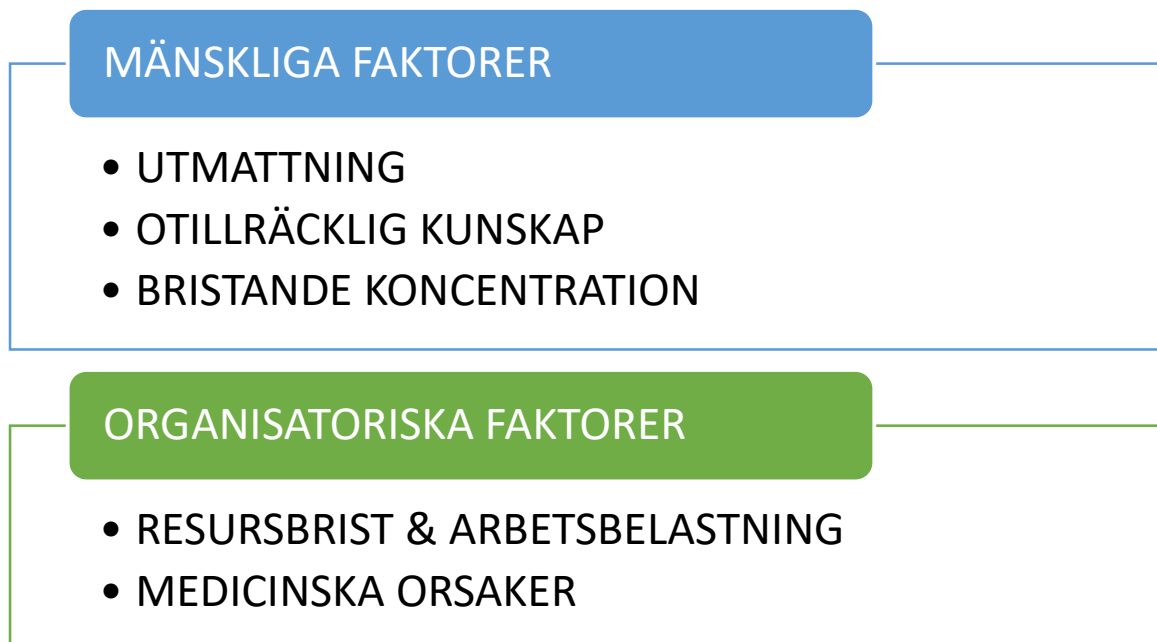 MÄNSKLIGA FAKTORER
• UTMATTNING
• OTILLRÄCKLIG KUNSKAP
• BRISTANDE KONCENTRATION
ORGANISATORISKA FAKTORER
• RESURSBRIST & ARBETSBELASTNING
• MEDICINSKA ORSAKER